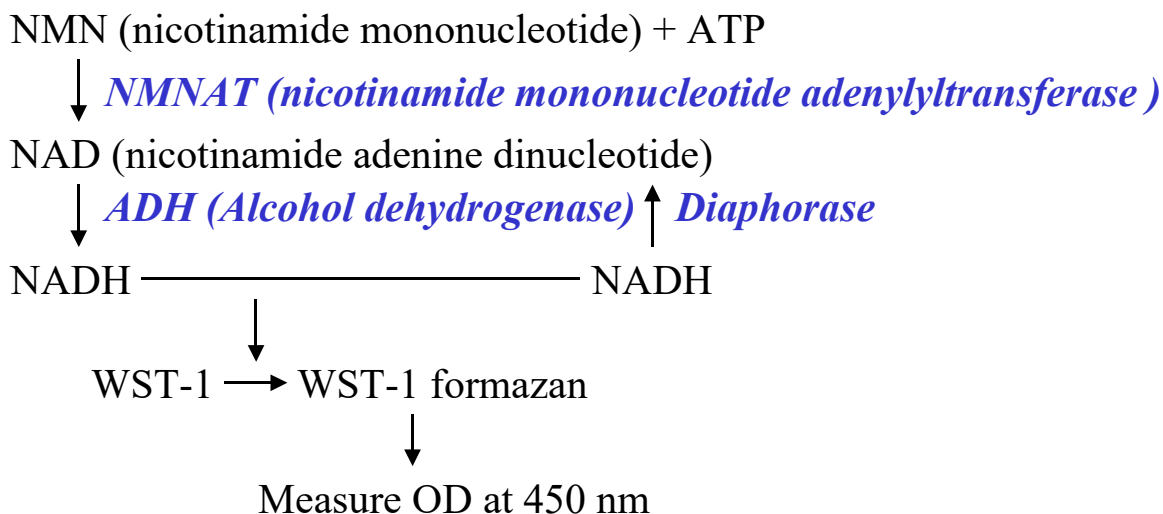 NMN (nicotinamide mononucleotide) + ATP
NMNAT (nicotinamide mononucleotide adenylyltransferase )
NAD (nicotinamide adenine dinucleotide)
ADH (Alcohol dehydrogenase) Diaphorase
NADH NADH
WST-1 WST-1 formazan
Measure OD at 450 nm